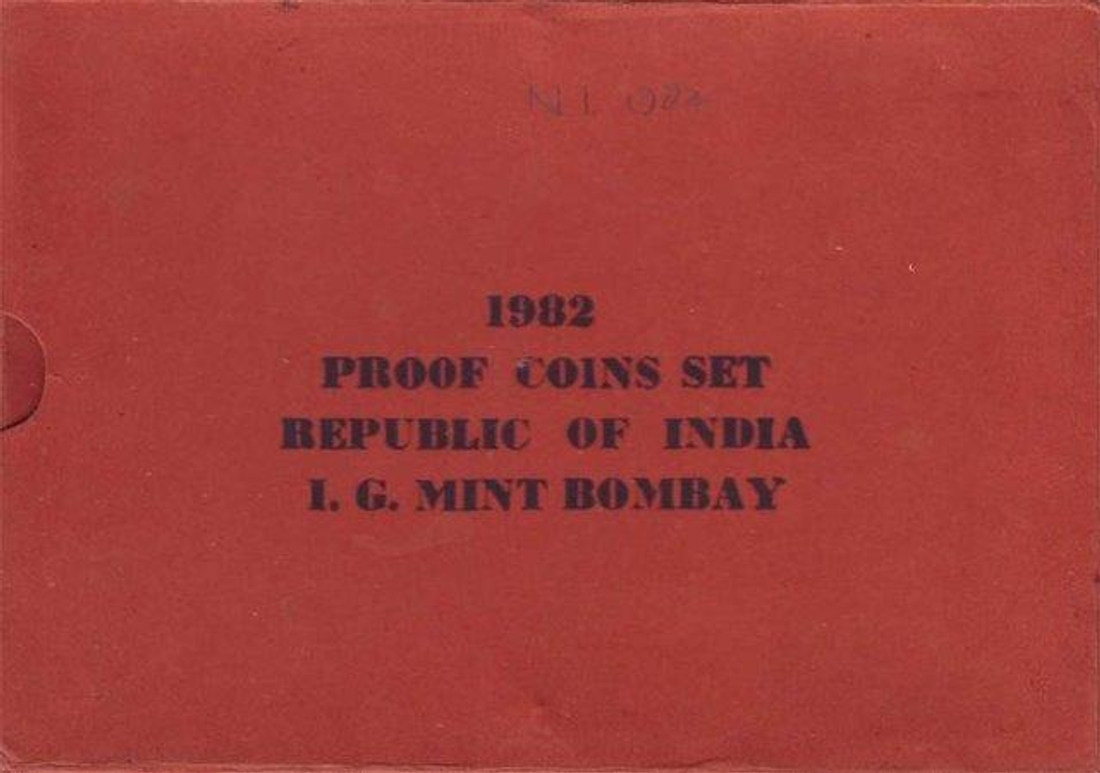 1982
PROOF COINS SET
REPUBLIC OF INDIA
I. G. MINT BOMBAY